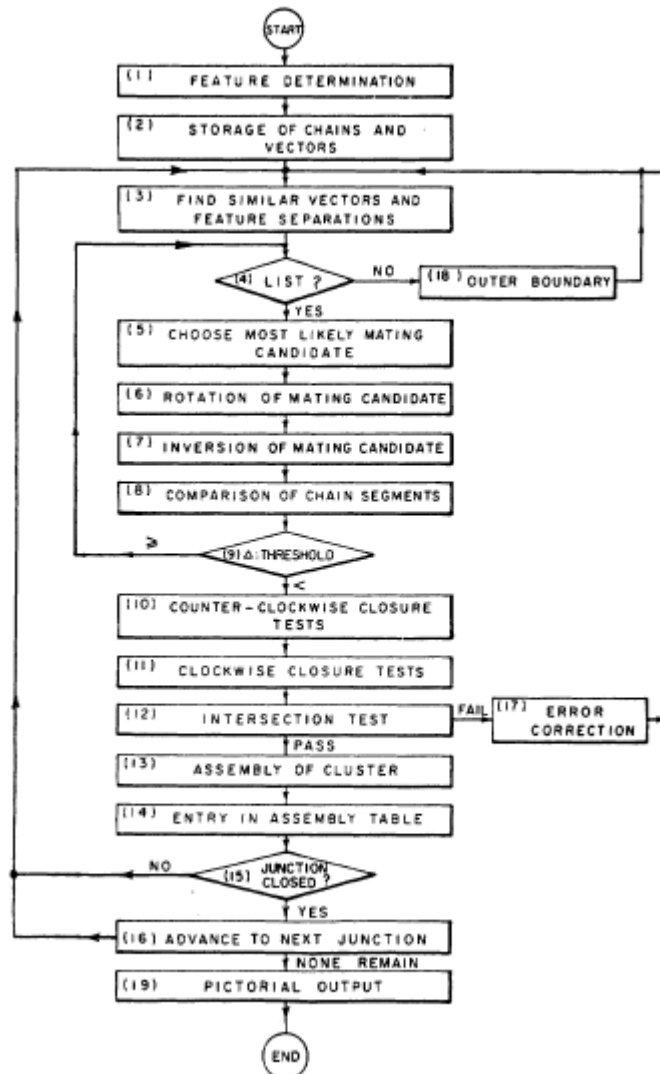 START
(1) FEATURE DETERMINATION
(2) STORAGE OF CHAINS AND
VECTORS
(3) FIND SIMILAR VECTORS AND
FEATURE SEPARATIONS
(4) LIST ?
NO
(18) OUTER BOUNDARY
YES
(5) CHOOSE MOST LIKELY MATING
CANDIDATE
(6) ROTATION OF MATING CANDIDATE
(7) INVERSION OF MATING CANDIDATE
(8) COMPARISON OF CHAIN SEGMENTS
≥
(9) Δ:THRESHOLD
<
(10) COUNTER-CLOCKWISE CLOSURE
TESTS
(11) CLOCKWISE CLOSURE TESTS
(12) INTERSECTION TEST
FAIL
(17) ERROR
CORRECTION
PASS
(13) ASSEMBLY OF CLUSTER
(14) ENTRY IN ASSEMBLY TABLE
NO
(15) JUNCTION
CLOSED ?
YES
(16) ADVANCE TO NEXT JUNCTION
NONE REMAIN
(19) PICTORIAL OUTPUT
END